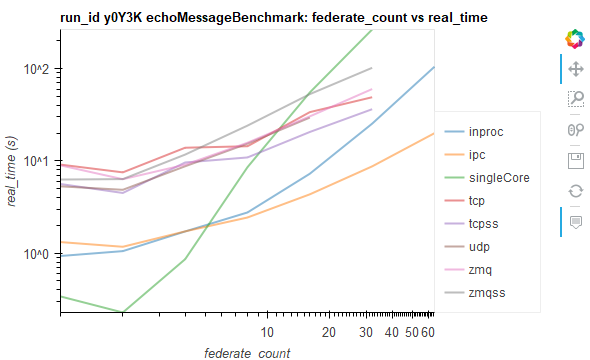 run_id y0Y3K echoMessageBenchmark: federate_count vs real_time
real_time (s)
10^2
10^1
10^0
10
20
30
40
50
60
federate_count
inproc
ipc
singleCore
tcp
tcpss
udp
zmq
zmqss